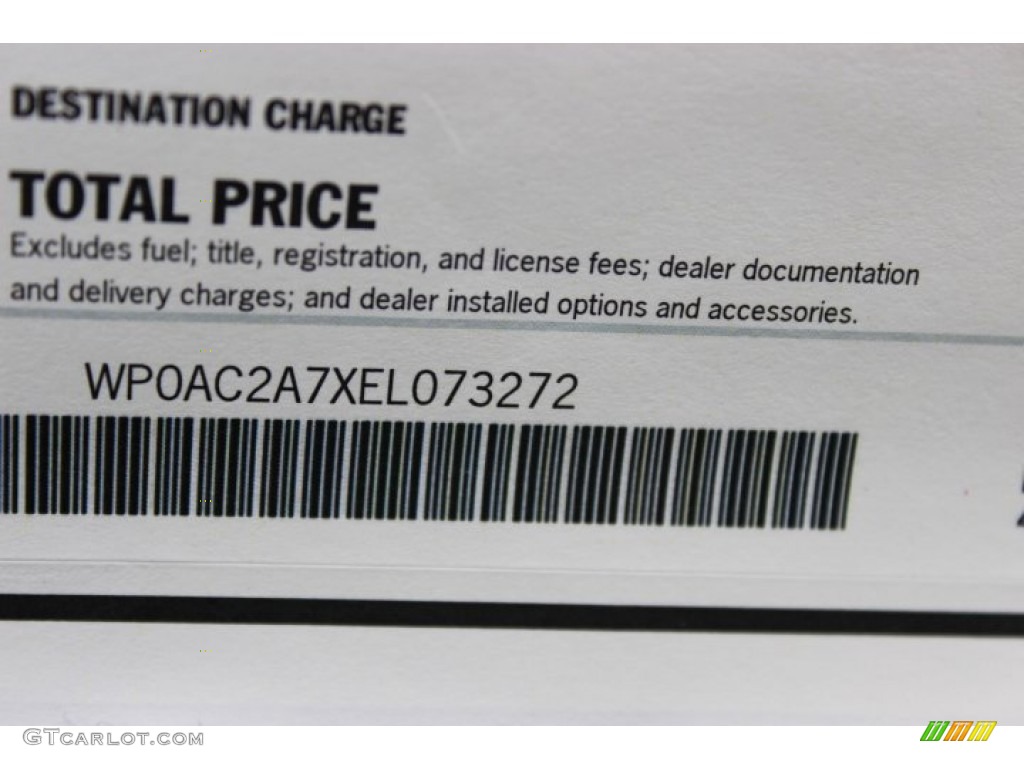 DESTINATION CHARGE
TOTAL PRICE
Excludes fuel; title, registration, and license fees; dealer documentation
and delivery charges; and dealer installed options and accessories.
WP0AC2A7XEL073272
GTCARLOT.COM